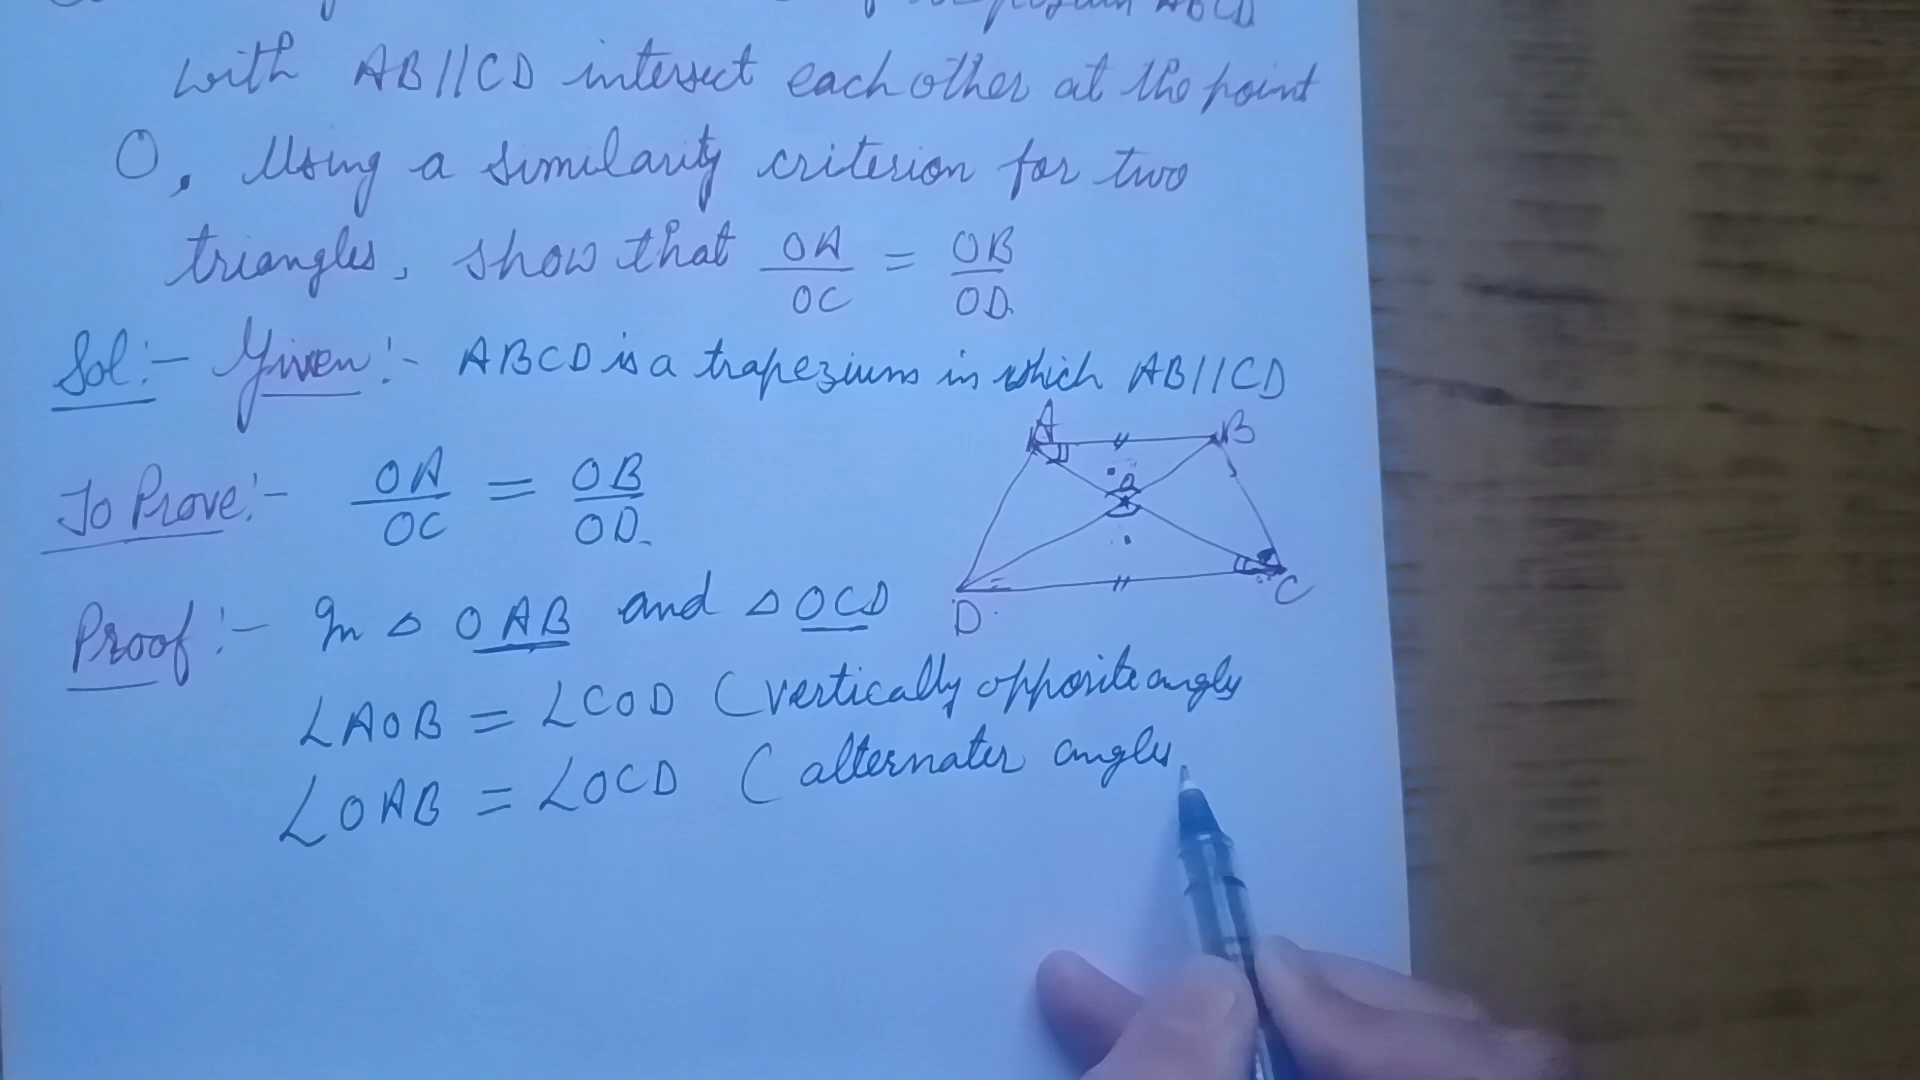 with AB//CD intersect each other at the point
O, Using a similarity criterion for two
triangles, show that OA/OC = OB/OD.
Sol:- Given:- ABCD is a trapezium in which AB//CD
To Prove:- OA/OC = OB/OD.
A B
O
D C
Proof:- In △ OAB and △ OCD
∠AOB = ∠COD (vertically opposite angles
∠OAB = ∠OCD (alternater angles